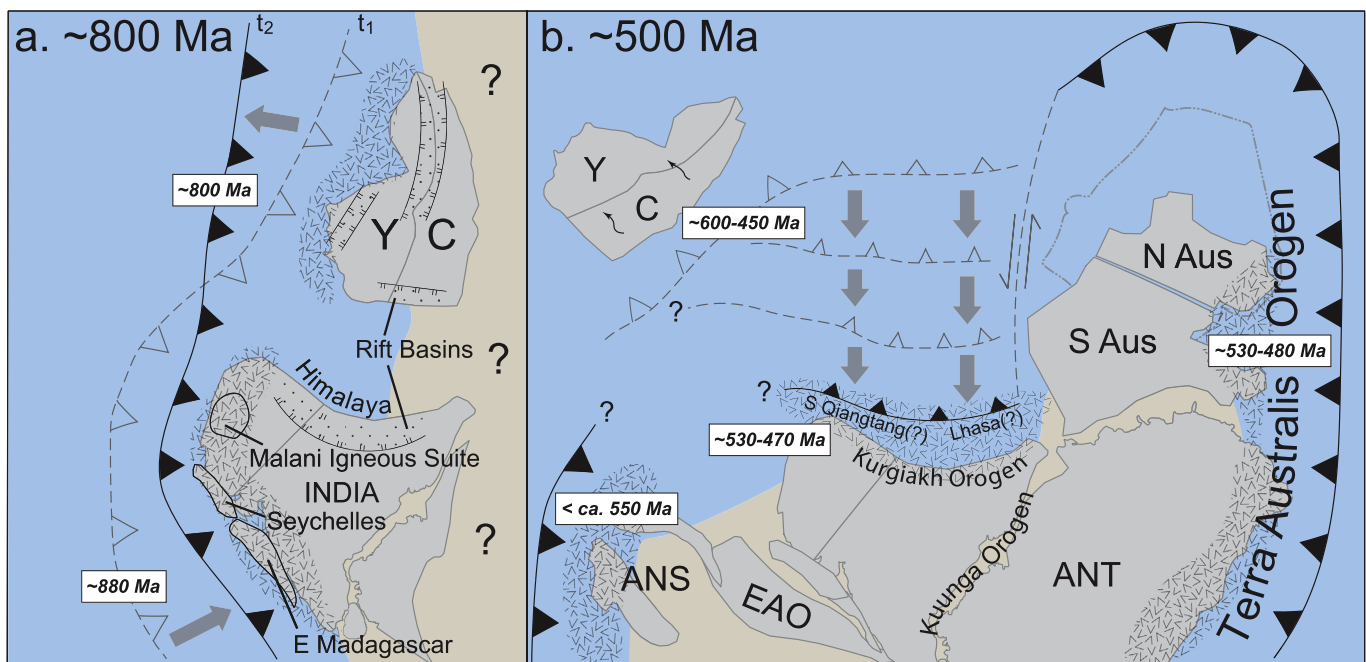 a. ~800 Ma
t2
t1
?
~800 Ma
Y
C
Rift Basins
?
Himalaya
Malani Igneous Suite
INDIA
Seychelles
?
~880 Ma
E Madagascar
b. ~500 Ma
Y
C
~600-450 Ma
?
N Aus
S Aus
~530-480 Ma
Terra Australis Orogen
?
?
S Qiangtang(?)
Lhasa(?)
~530-470 Ma
Kurgiakh Orogen
< ca. 550 Ma
ANS
EAO
Kuunga Orogen
ANT